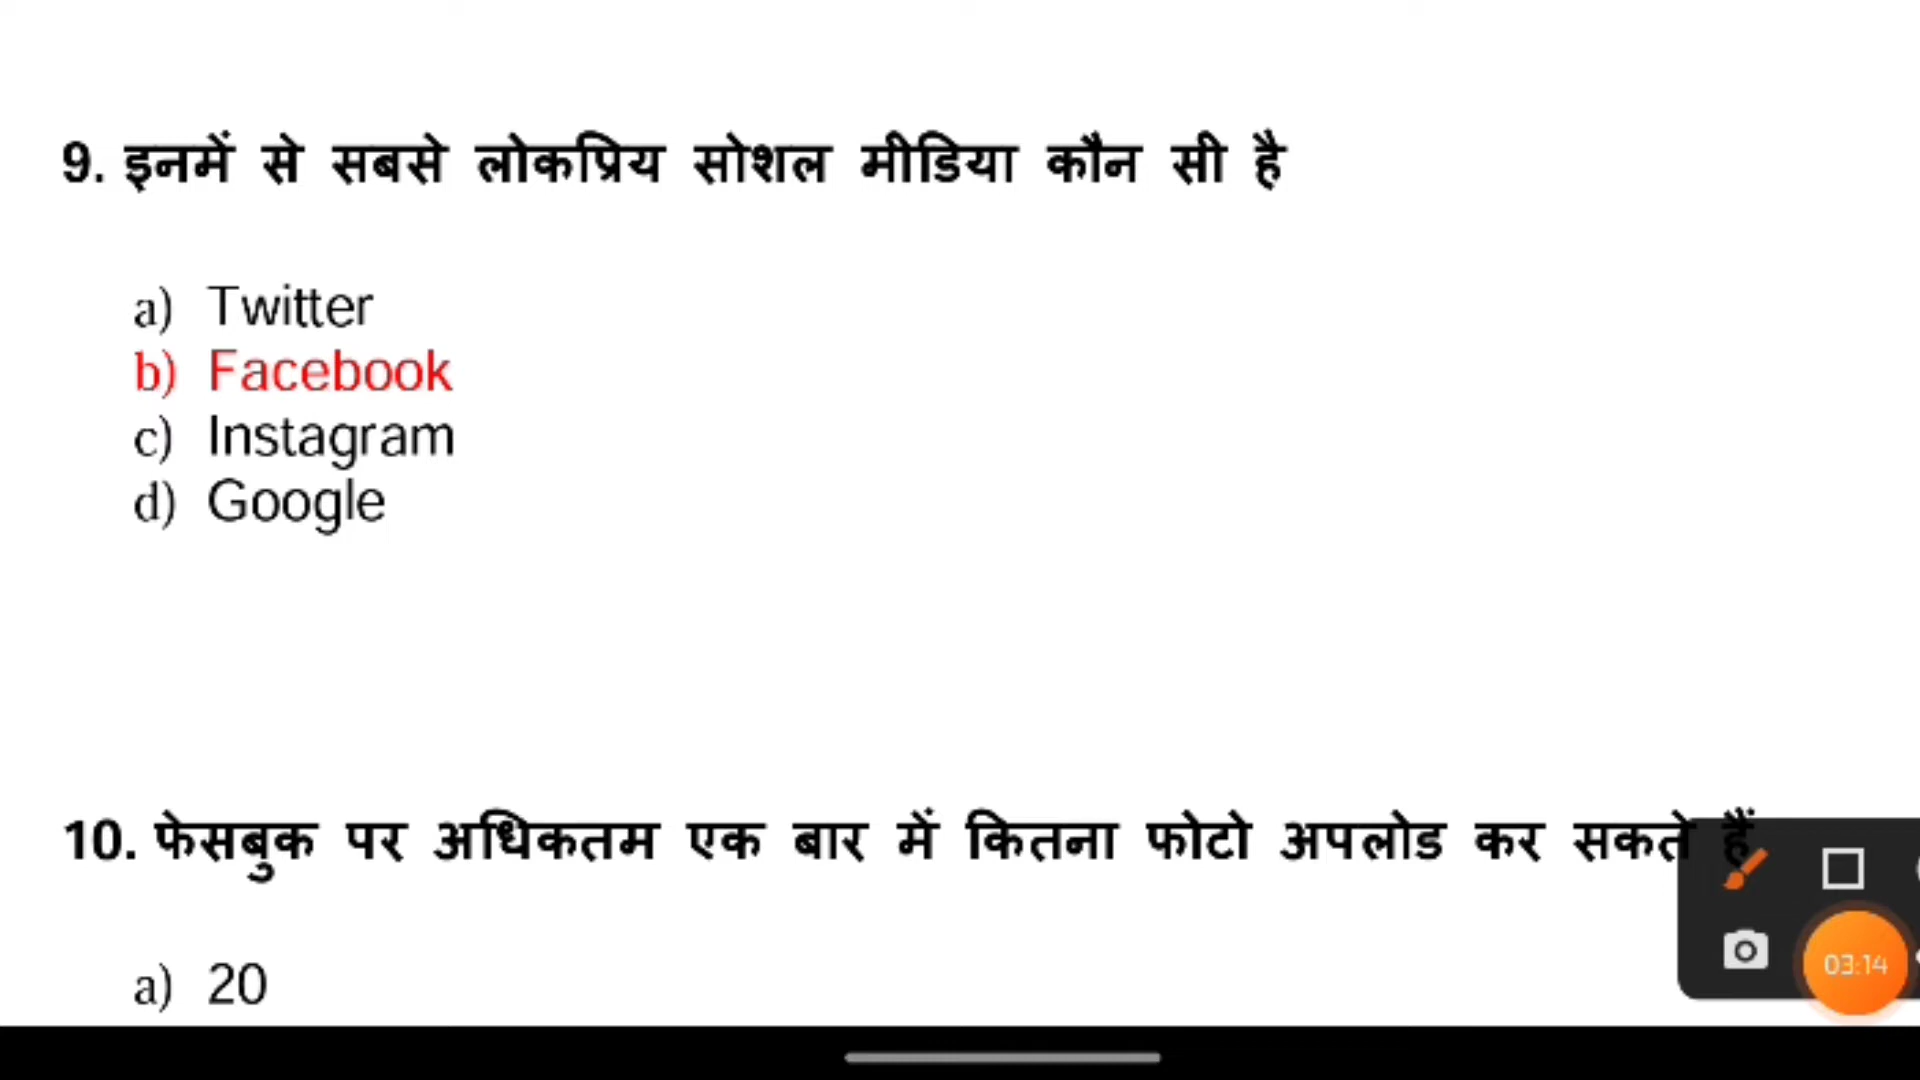 9. इनमें से सबसे लोकप्रिय सोशल मीडिया कौन सी है
a) Twitter
b) Facebook
c) Instagram
d) Google
10. फेसबुक पर अधिकतम एक बार में कितना फोटो अपलोड कर सकते हैं
a) 20
03:14